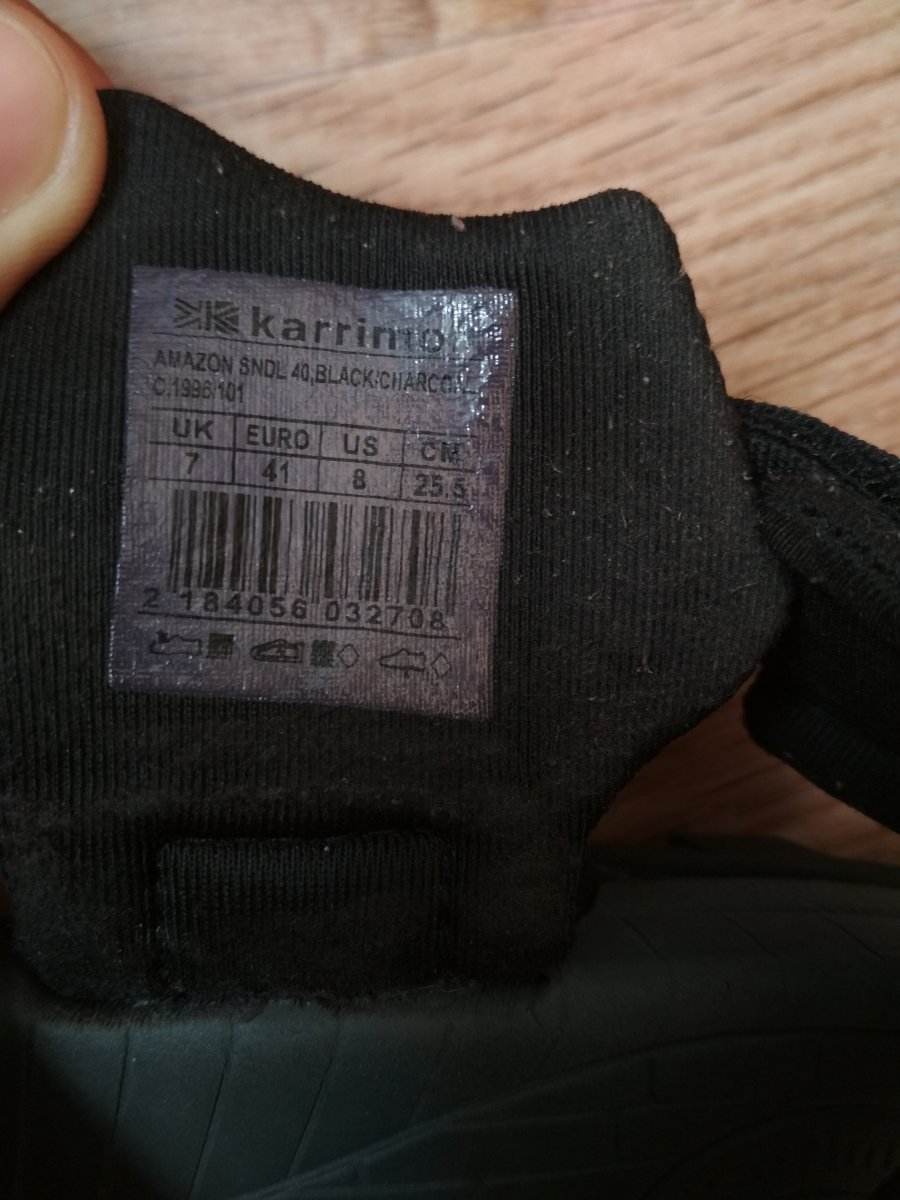 karrimo
AMAZON SNDL 40,BLACK/CHARCOAL,
C.1996/101
UK EURO US CM
7 41 8 25.5
2 184056 032708